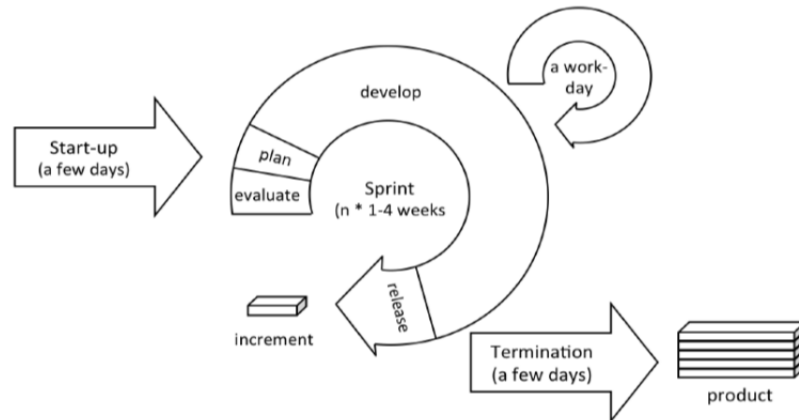 a work-
day
develop
Start-up
(a few days)
plan
evaluate
Sprint
(n * 1-4 weeks
release
increment
Termination
(a few days)
product